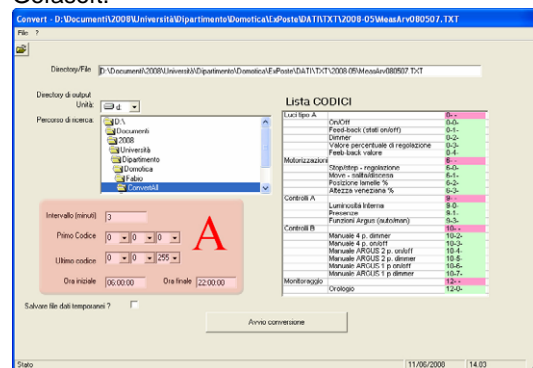 Gefasoft.
Convert - D:\Documenti\2008\Università\Dipartimento\Domotica\ExPoste\DATI\TXT\2008-05\MeasArv080507.TXT
File ?
Directory/File D:\Documenti\2008\Università\Dipartimento\Domotica\ExPoste\DATI\TXT\2008-05\MeasArv080507.TXT
Directory di output
Unità: d:
Percorso di ricerca:
D:\
Documenti
2008
Università
Dipartimento
Domotica
Fabio
ConvertAll
Lista CODICI
Luci tipo A 0- -
On/Off 0-0-
Feed-back (stati on/off) 0-1-
Dimmer 0-2-
Valore percentuale di regolazione 0-3-
Feeb-back valore 0-4-
Motorizzazioni 6- -
Stop/step - regolazione 6-0-
Move - salita/discesa 6-1-
Posizione lamelle % 6-2-
Altezza veneziana % 6-3-
Controlli A 9- -
Luminosità Interna 9-0-
Presenze 9-1-
Funzioni Argus (auto/man) 9-3-
Controlli B 10- -
Manuale 4 p. dimmer 10-2-
Manuale 4 p. on/off 10-3-
Manuale ARGUS 2 p. on/off 10-4-
Manuale ARGUS 2 p. dimmer 10-5-
Manuale ARGUS 1 p on/off 10-6-
Manuale ARGUS 1 p dimmer 10-7-
Monitoraggio 12- -
Orologio 12-0-
Intervallo (minuti) 3
Primo Codice 0 0 0
A
Ultimo codice 0 0 255
Ora iniziale 06:00:00 Ora finale 22:00:00
Salvare file dati temporanei ?
Avvio conversione
Stato 11/06/2008 14.03